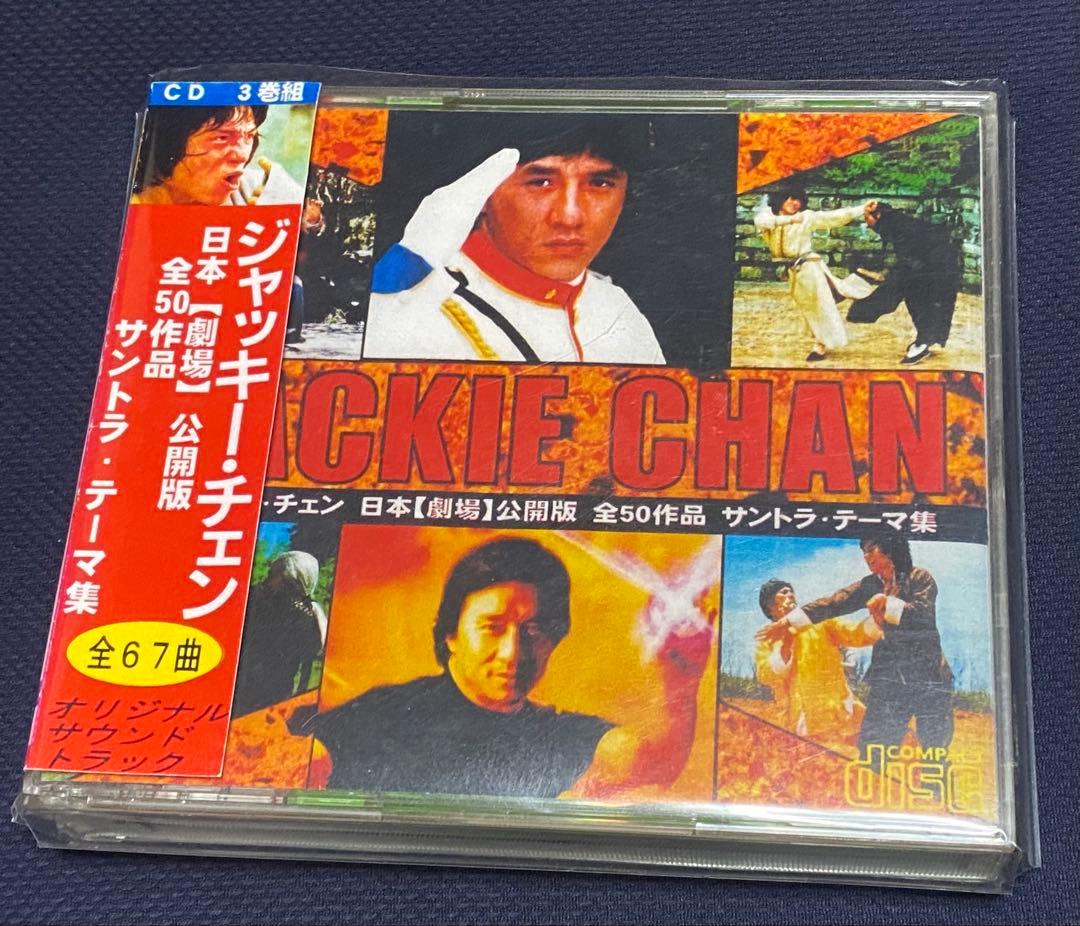 CD 3巻組
ジャッキー・チェン
日本【劇場】公開版
全50作品
サントラ・テーマ集
全67曲
オリジナル
サウンド
トラック
ACKIE CHAN
・チェン 日本【劇場】公開版 全50作品 サントラ・テーマ集
COMPAC
disc